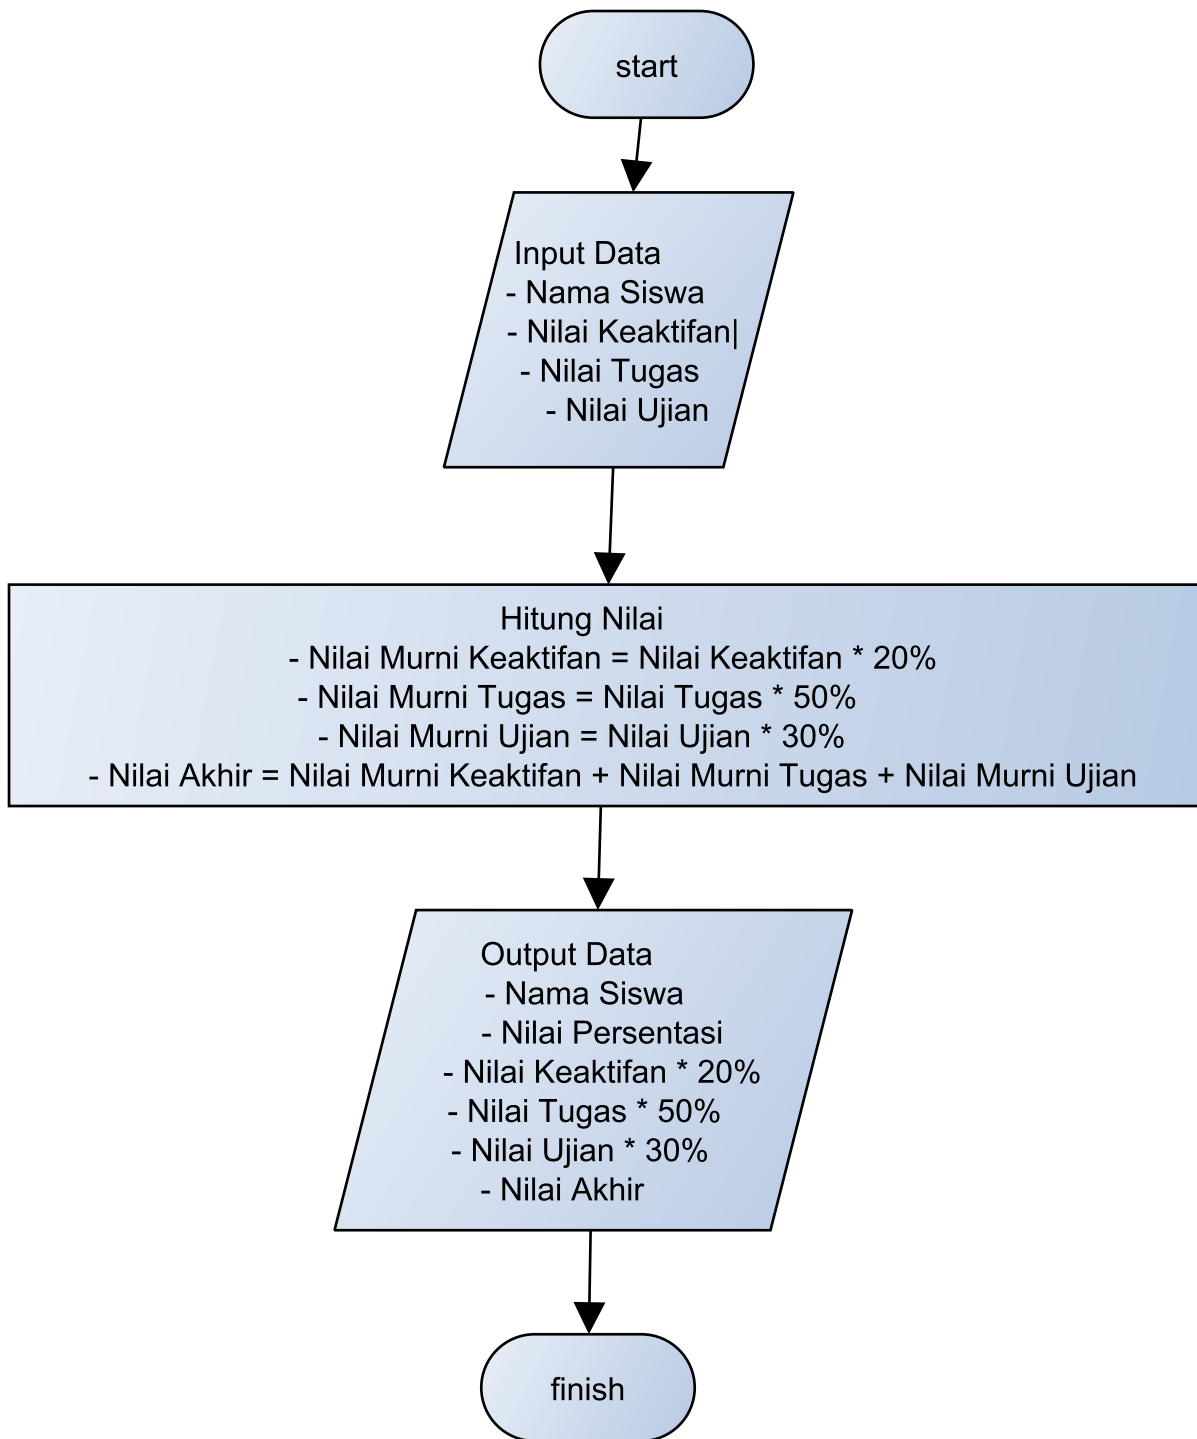 start
Input Data
- Nama Siswa
- Nilai Keaktifan|
- Nilai Tugas
- Nilai Ujian
Hitung Nilai
- Nilai Murni Keaktifan = Nilai Keaktifan * 20%
- Nilai Murni Tugas = Nilai Tugas * 50%
- Nilai Murni Ujian = Nilai Ujian * 30%
- Nilai Akhir = Nilai Murni Keaktifan + Nilai Murni Tugas + Nilai Murni Ujian
Output Data
- Nama Siswa
- Nilai Persentasi
- Nilai Keaktifan * 20%
- Nilai Tugas * 50%
- Nilai Ujian * 30%
- Nilai Akhir
finish